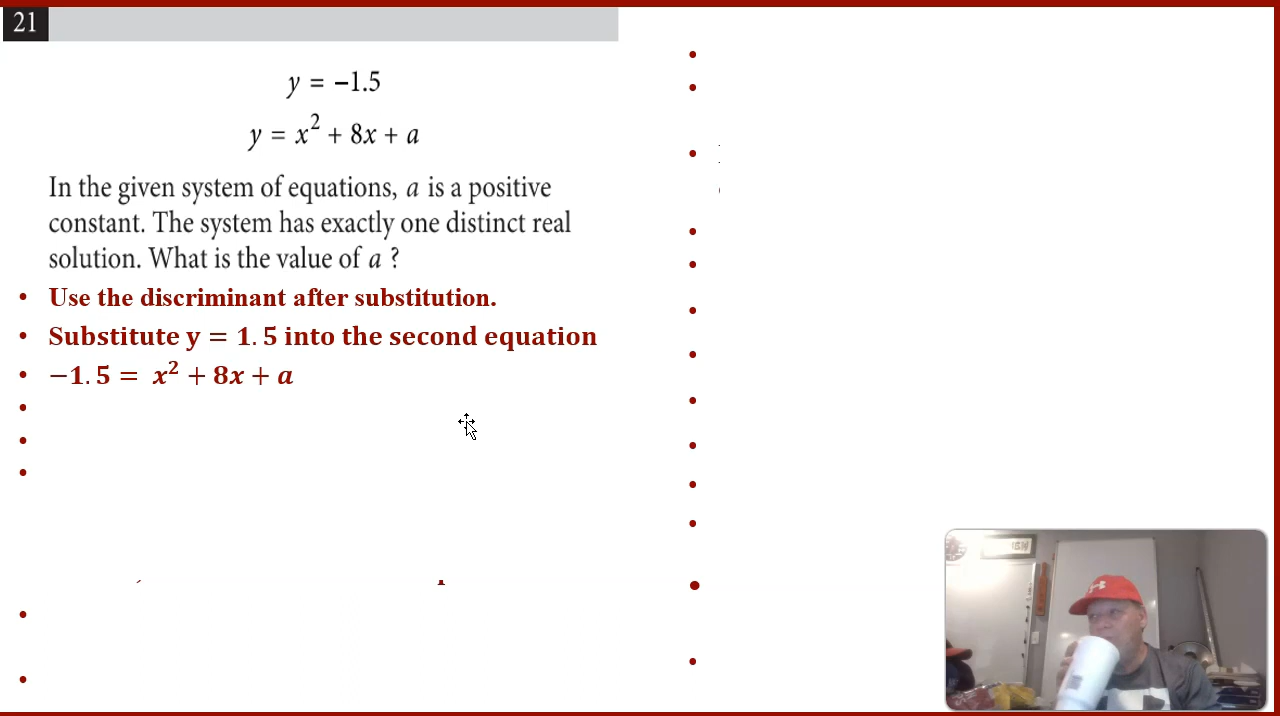 21
y = −1.5
y = x² + 8x + a
In the given system of equations, a is a positive
constant. The system has exactly one distinct real
solution. What is the value of a ?
• Use the discriminant after substitution.
• Substitute y = 1.5 into the second equation
• −1.5 = x² + 8x + a